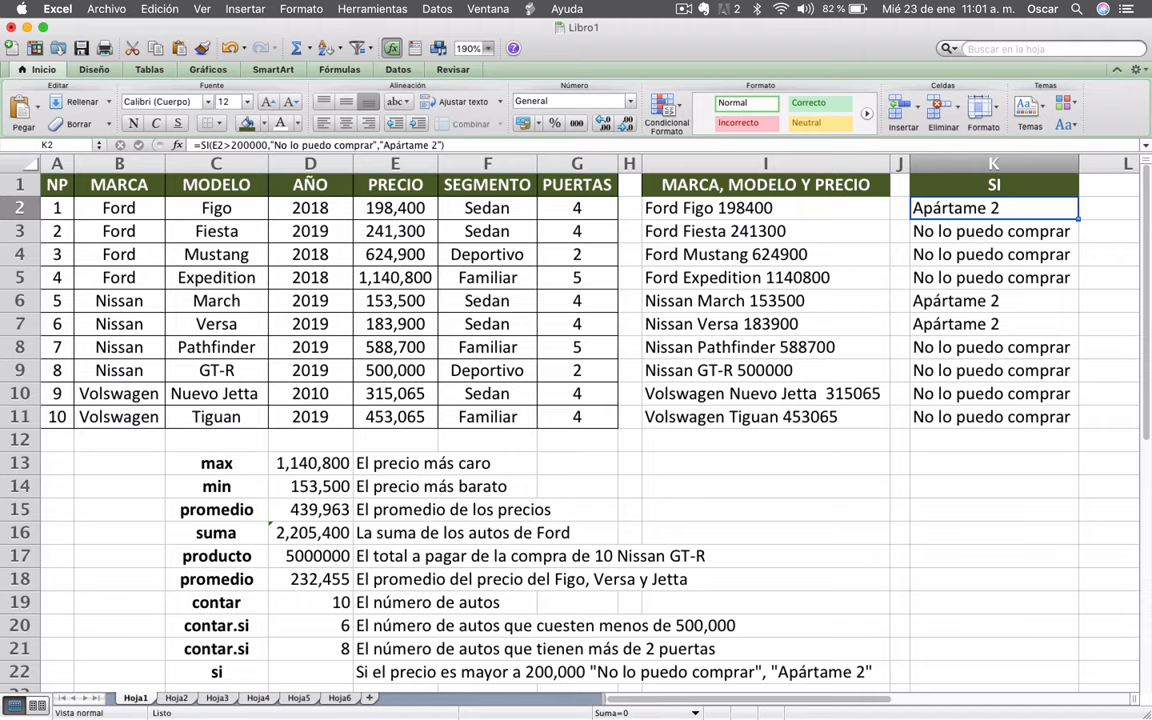 Excel Archivo Edición Ver Insertar Formato Herramientas Datos Ventana Ayuda 2 82 % Mié 23 de ene 11:01 a. m. Oscar
Libro1
190% Buscar en la hoja
Inicio Diseño Tablas Gráficos SmartArt Fórmulas Datos Revisar
Editar Fuente Alineación Número Formato Celdas Temas
Pegar Rellenar Calibri (Cuerpo) 12 A A abc Ajustar texto General Condicional Formato Normal Correcto Insertar Eliminar Formato Temas Aa
Borrar N C S A Combinar % 000 Incorrecto Neutral
K2 fx =SI(E2>200000,"No lo puedo comprar","Apártame 2")
A B C D E F G H I J K L
1 NP MARCA MODELO AÑO PRECIO SEGMENTO PUERTAS MARCA, MODELO Y PRECIO SI
2 1 Ford Figo 2018 198,400 Sedan 4 Ford Figo 198400 Apártame 2
3 2 Ford Fiesta 2019 241,300 Sedan 4 Ford Fiesta 241300 No lo puedo comprar
4 3 Ford Mustang 2018 624,900 Deportivo 2 Ford Mustang 624900 No lo puedo comprar
5 4 Ford Expedition 2018 1,140,800 Familiar 5 Ford Expedition 1140800 No lo puedo comprar
6 5 Nissan March 2019 153,500 Sedan 4 Nissan March 153500 Apártame 2
7 6 Nissan Versa 2019 183,900 Sedan 4 Nissan Versa 183900 Apártame 2
8 7 Nissan Pathfinder 2019 588,700 Familiar 5 Nissan Pathfinder 588700 No lo puedo comprar
9 8 Nissan GT-R 2019 500,000 Deportivo 2 Nissan GT-R 500000 No lo puedo comprar
10 9 Volswagen Nuevo Jetta 2010 315,065 Sedan 4 Volswagen Nuevo Jetta 315065 No lo puedo comprar
11 10 Volswagen Tiguan 2019 453,065 Familiar 4 Volswagen Tiguan 453065 No lo puedo comprar
12
13 max 1,140,800 El precio más caro
14 min 153,500 El precio más barato
15 promedio 439,963 El promedio de los precios
16 suma 2,205,400 La suma de los autos de Ford
17 producto 5000000 El total a pagar de la compra de 10 Nissan GT-R
18 promedio 232,455 El promedio del precio del Figo, Versa y Jetta
19 contar 10 El número de autos
20 contar.si 6 El número de autos que cuesten menos de 500,000
21 contar.si 8 El número de autos que tienen más de 2 puertas
22 si Si el precio es mayor a 200,000 "No lo puedo comprar", "Apártame 2"
Hoja1 Hoja2 Hoja3 Hoja4 Hoja5 Hoja6
Vista normal Listo Suma=0